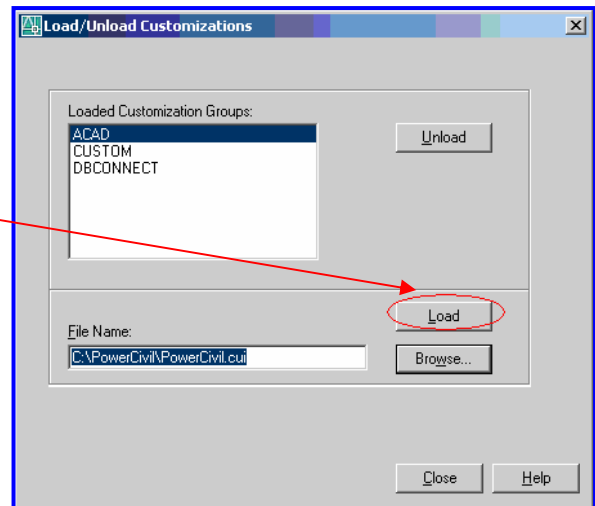 Load/Unload Customizations
Loaded Customization Groups:
ACAD
CUSTOM
DBCONNECT
Unload
Load
File Name:
C:\PowerCivil\PowerCivil.cui
Browse...
Close
Help